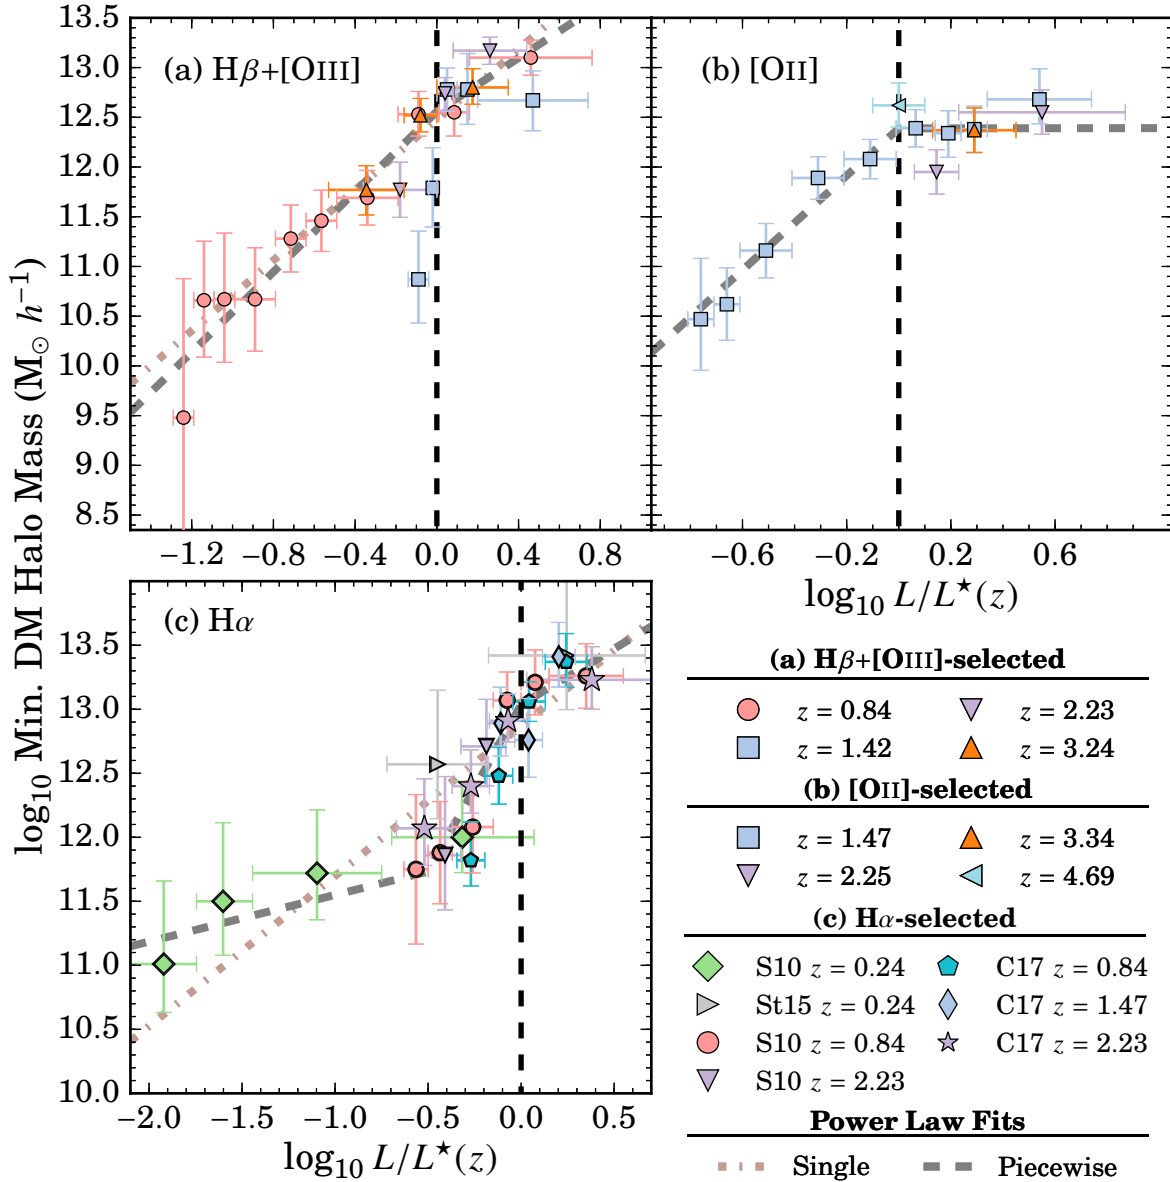 log10 Min. DM Halo Mass (M⊙ h−1)
(a) Hβ+[OIII]
13.5
13.0
12.5
12.0
11.5
11.0
10.5
10.0
9.5
9.0
8.5
−1.2
−0.8
−0.4
0.0
0.4
0.8
(b) [OII]
−0.6
−0.2
0.2
0.6
log10 L/L★(z)
(c) Hα
13.5
13.0
12.5
12.0
11.5
11.0
10.5
10.0
−2.0
−1.5
−1.0
−0.5
0.0
0.5
log10 L/L★(z)
(a) Hβ+[OIII]-selected
z = 0.84
z = 2.23
z = 1.42
z = 3.24
(b) [OII]-selected
z = 1.47
z = 3.34
z = 2.25
z = 4.69
(c) Hα-selected
S10 z = 0.24
C17 z = 0.84
St15 z = 0.24
C17 z = 1.47
S10 z = 0.84
C17 z = 2.23
S10 z = 2.23
Power Law Fits
Single
Piecewise